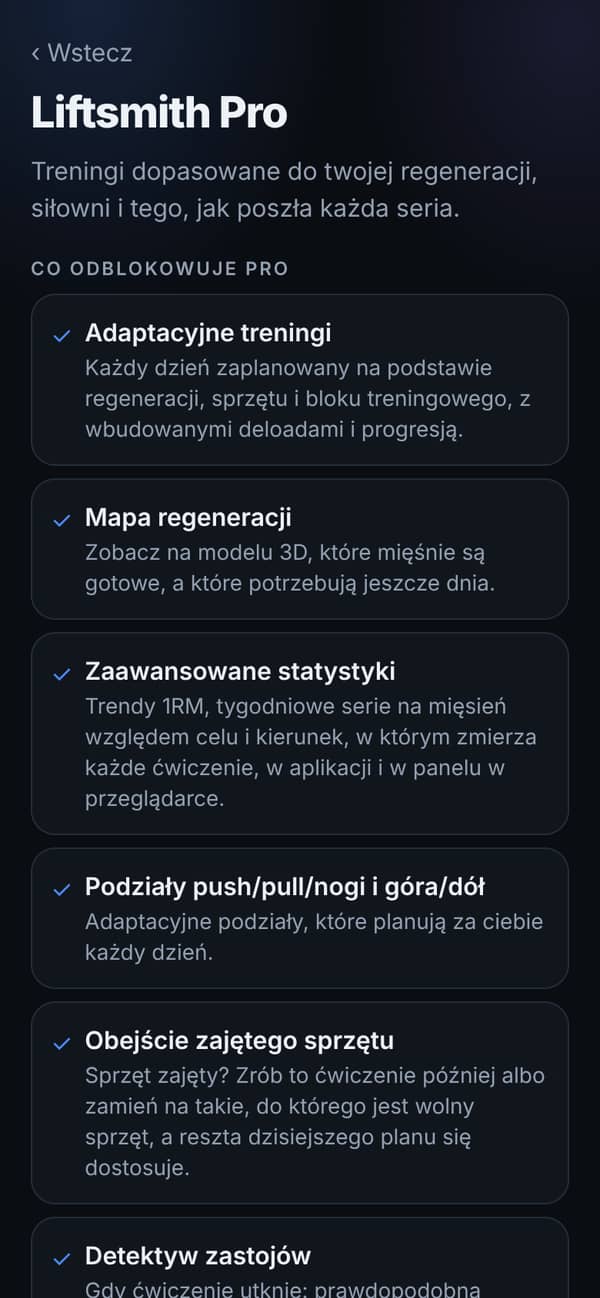 ‹ Wstecz
Liftsmith Pro
Treningi dopasowane do twojej regeneracji,
siłowni i tego, jak poszła każda seria.
CO ODBLOKOWUJE PRO
Adaptacyjne treningi
Każdy dzień zaplanowany na podstawie
regeneracji, sprzętu i bloku treningowego, z
wbudowanymi deloadami i progresją.
Mapa regeneracji
Zobacz na modelu 3D, które mięśnie są
gotowe, a które potrzebują jeszcze dnia.
Zaawansowane statystyki
Trendy 1RM, tygodniowe serie na mięsień
względem celu i kierunek, w którym zmierza
każde ćwiczenie, w aplikacji i w panelu w
przeglądarce.
Podziały push/pull/nogi i góra/dół
Adaptacyjne podziały, które planują za ciebie
każdy dzień.
Obejście zajętego sprzętu
Sprzęt zajęty? Zrób to ćwiczenie później albo
zamień na takie, do którego jest wolny
sprzęt, a reszta dzisiejszego planu się
dostosuje.
Detektyw zastojów
Gdy ćwiczenie utknie: prawdopodobna